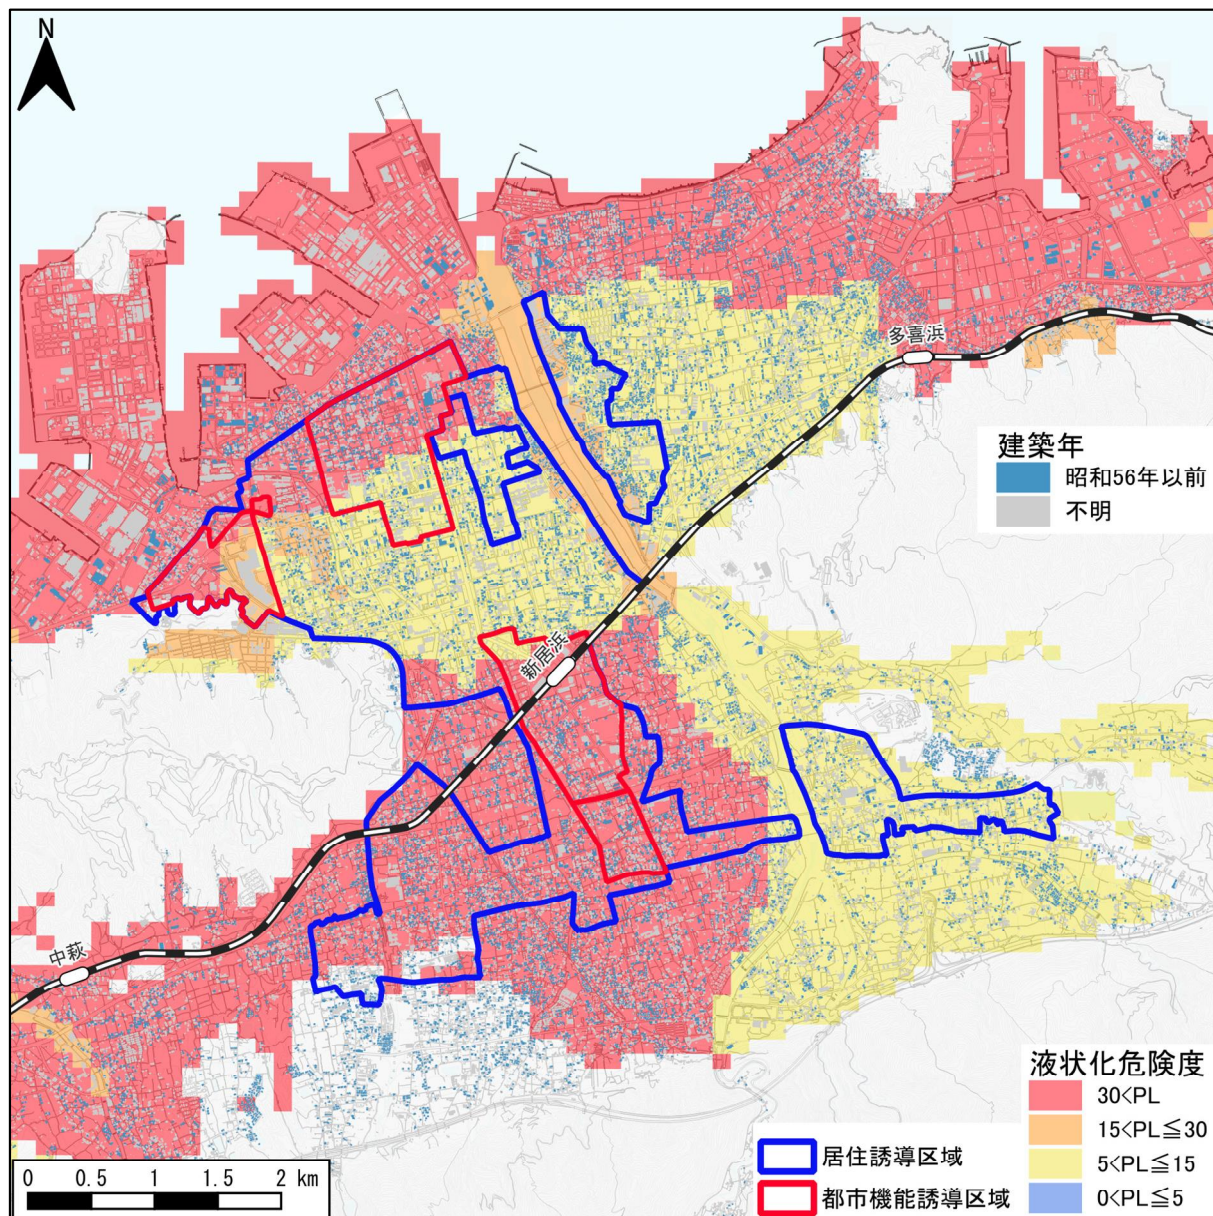 N
多喜浜
建築年
昭和56年以前
不明
新居浜
中萩
液状化危険度
30<PL
15<PL≦30
5<PL≦15
0<PL≦5
居住誘導区域
都市機能誘導区域
0 0.5 1 1.5 2 km